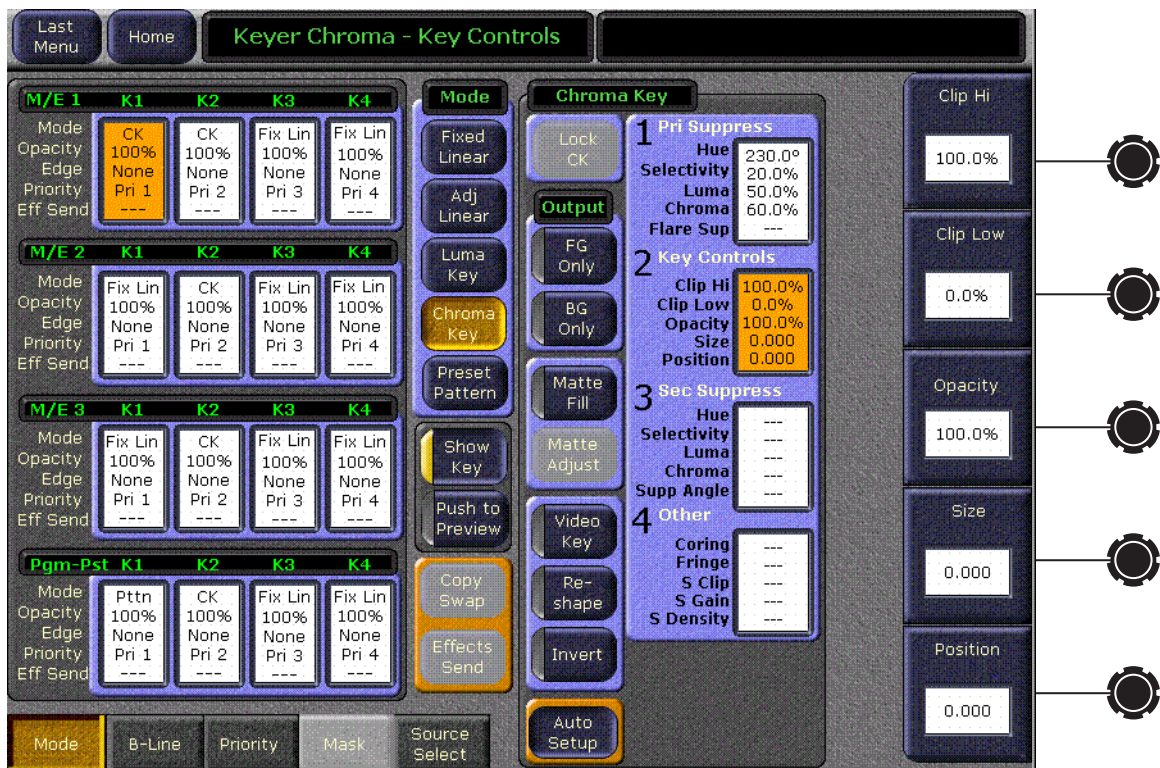 Last Menu
Home
Keyer Chroma - Key Controls
M/E 1 K1 K2 K3 K4
Mode CK CK Fix Lin Fix Lin
Opacity 100% 100% 100% 100%
Edge None None None None
Priority Pri 1 Pri 2 Pri 3 Pri 4
Eff Send --- --- --- ---
M/E 2 K1 K2 K3 K4
Mode Fix Lin CK Fix Lin Fix Lin
Opacity 100% 100% 100% 100%
Edge None None None None
Priority Pri 1 Pri 2 Pri 3 Pri 4
Eff Send --- --- --- ---
M/E 3 K1 K2 K3 K4
Mode Fix Lin CK Fix Lin Fix Lin
Opacity 100% 100% 100% 100%
Edge None None None None
Priority Pri 1 Pri 2 Pri 3 Pri 4
Eff Send --- --- --- ---
Pgm-Pst K1 K2 K3 K4
Mode Pttn CK Fix Lin Fix Lin
Opacity 100% 100% 100% 100%
Edge None None None None
Priority Pri 1 Pri 2 Pri 3 Pri 4
Eff Send --- --- --- ---
Mode
Fixed
Linear
Adj
Linear
Luma
Key
Chroma
Key
Preset
Pattern
Show
Key
Push to
Preview
Copy
Swap
Effects
Send
Chroma Key
Lock
CK
Output
FG
Only
BG
Only
Matte
Fill
Matte
Adjust
Video
Key
Re-
shape
Invert
Auto
Setup
1 Pri Suppress
Hue 230.0º
Selectivity 20.0%
Luma 50.0%
Chroma 60.0%
Flare Sup ---
2 Key Controls
Clip Hi 100.0%
Clip Low 0.0%
Opacity 100.0%
Size 0.000
Position 0.000
3 Sec Suppress
Hue ---
Selectivity ---
Luma ---
Chroma ---
Supp Angle ---
4 Other
Coring ---
Fringe ---
S Clip ---
S Gain ---
S Density ---
Clip Hi
100.0%
Clip Low
0.0%
Opacity
100.0%
Size
0.000
Position
0.000
Mode
B-Line
Priority
Mask
Source
Select